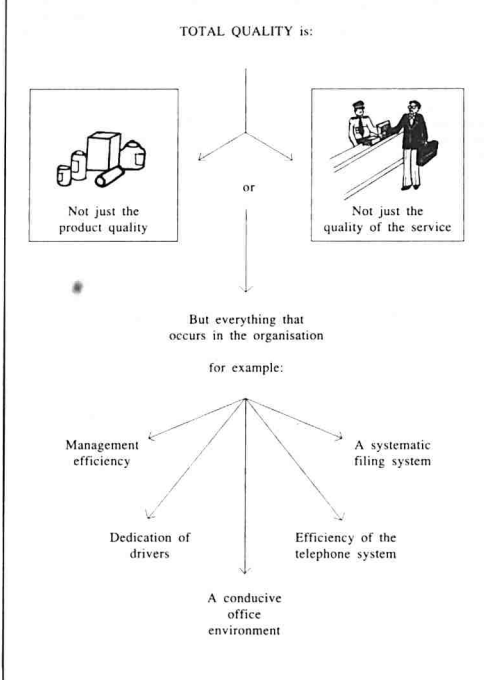 TOTAL QUALITY is:
Not just the
product quality
or
Not just the
quality of the service
But everything that
occurs in the organisation
for example:
Management
efficiency
A systematic
filing system
Dedication of
drivers
Efficiency of the
telephone system
A conducive
office
environment